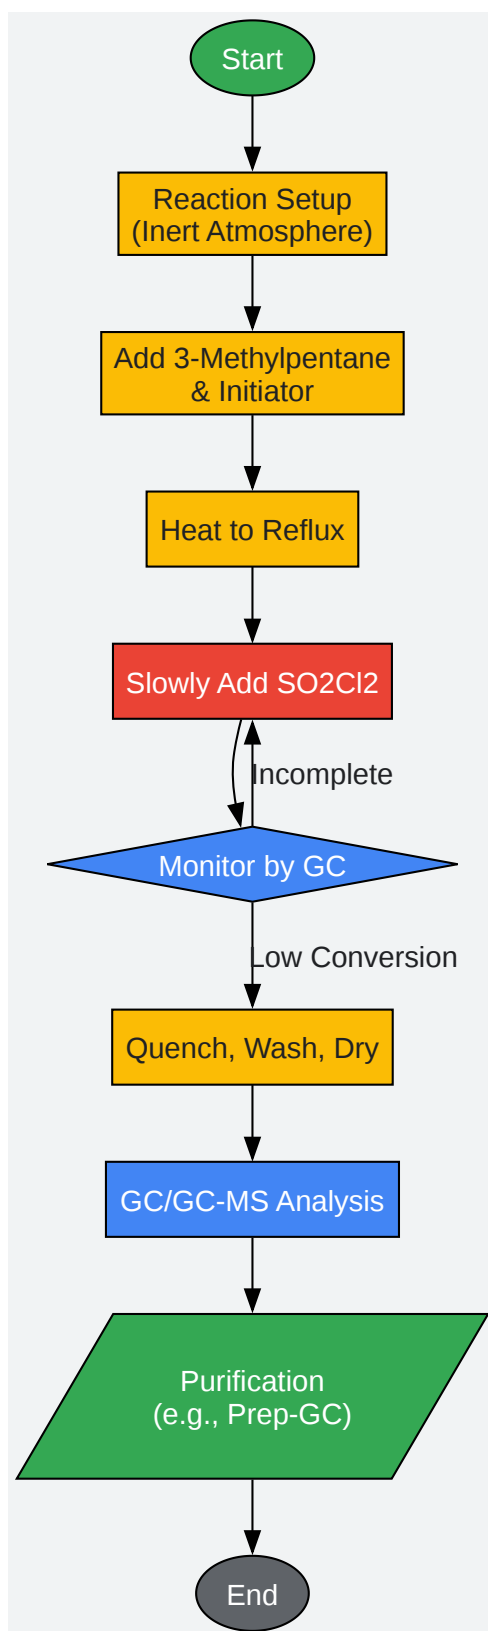 Start
Reaction Setup
(Inert Atmosphere)
Add 3-Methylpentane
& Initiator
Heat to Reflux
Slowly Add SO2Cl2
Incomplete
Monitor by GC
Low Conversion
Quench, Wash, Dry
GC/GC-MS Analysis
Purification
(e.g., Prep-GC)
End